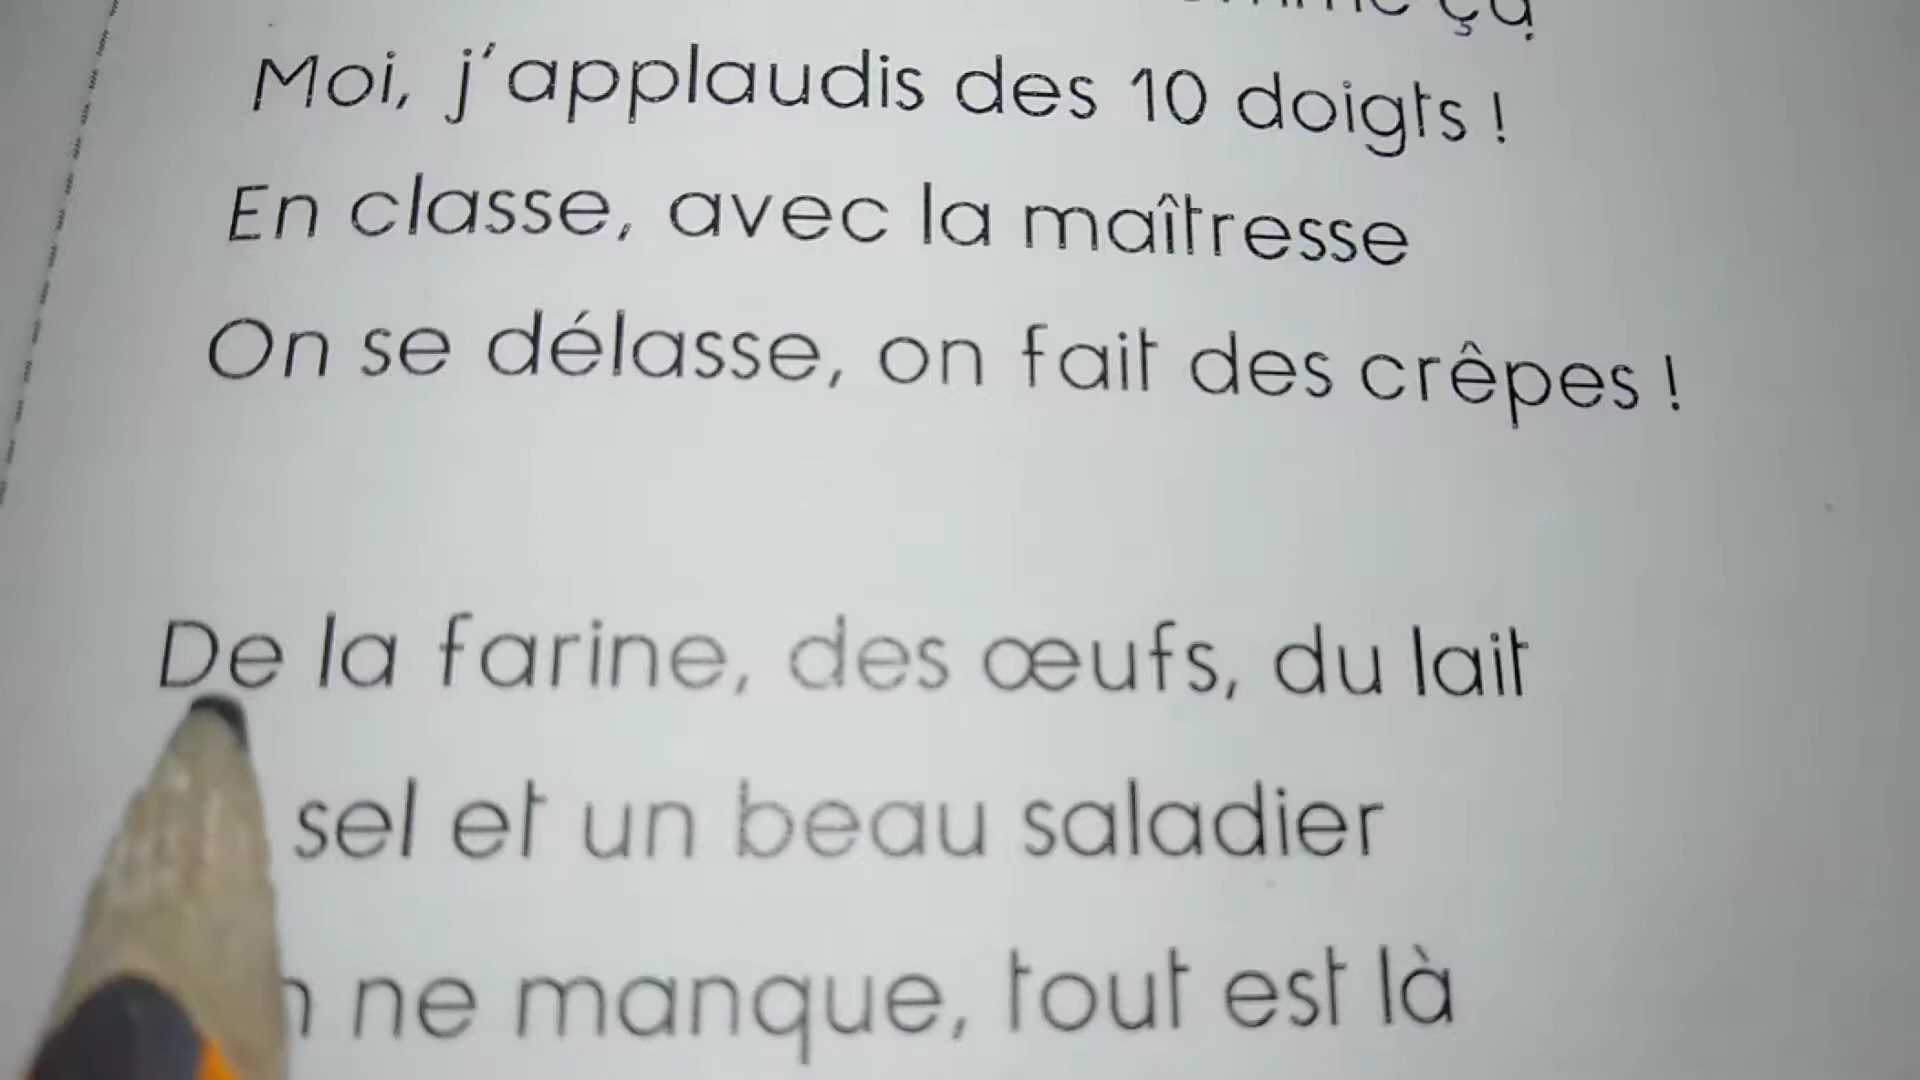 ça.
Moi, j'applaudis des 10 doigts !
En classe, avec la maîtresse
On se délasse, on fait des crêpes !
De la farine, des œufs, du lait
sel et un beau saladier
ne manque, tout est là